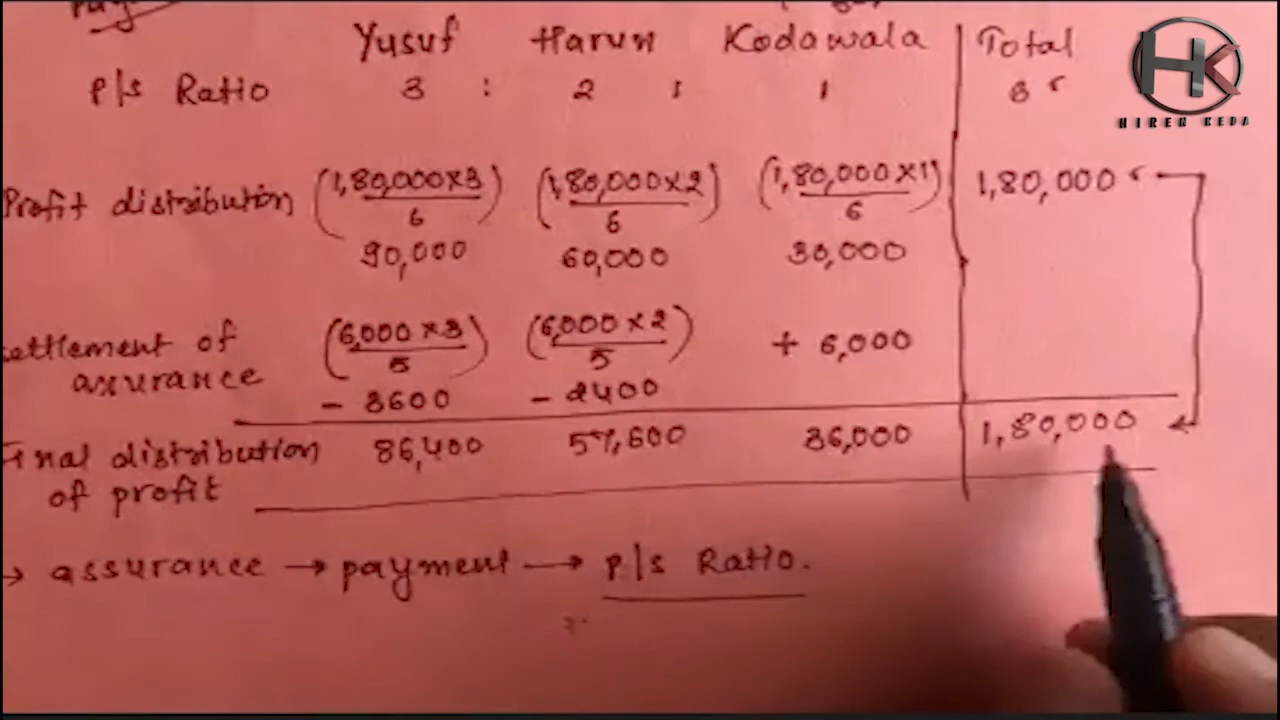 Yusuf Harun Kodawala Total
P/s Ratio 3 : 2 : 1 6
Profit distribution (1,80,000×3)/6 (1,80,000×2)/6 (1,80,000×1)/6 1,80,000
90,000 60,000 30,000
settlement of (6,000×3)/5 (6,000×2)/5 + 6,000
assurance - 3600 - 2400
Final distribution 86,400 57,600 36,000 1,80,000
of profit
→ assurance → payment → P/s Ratio.
HK
HIREN KEDA